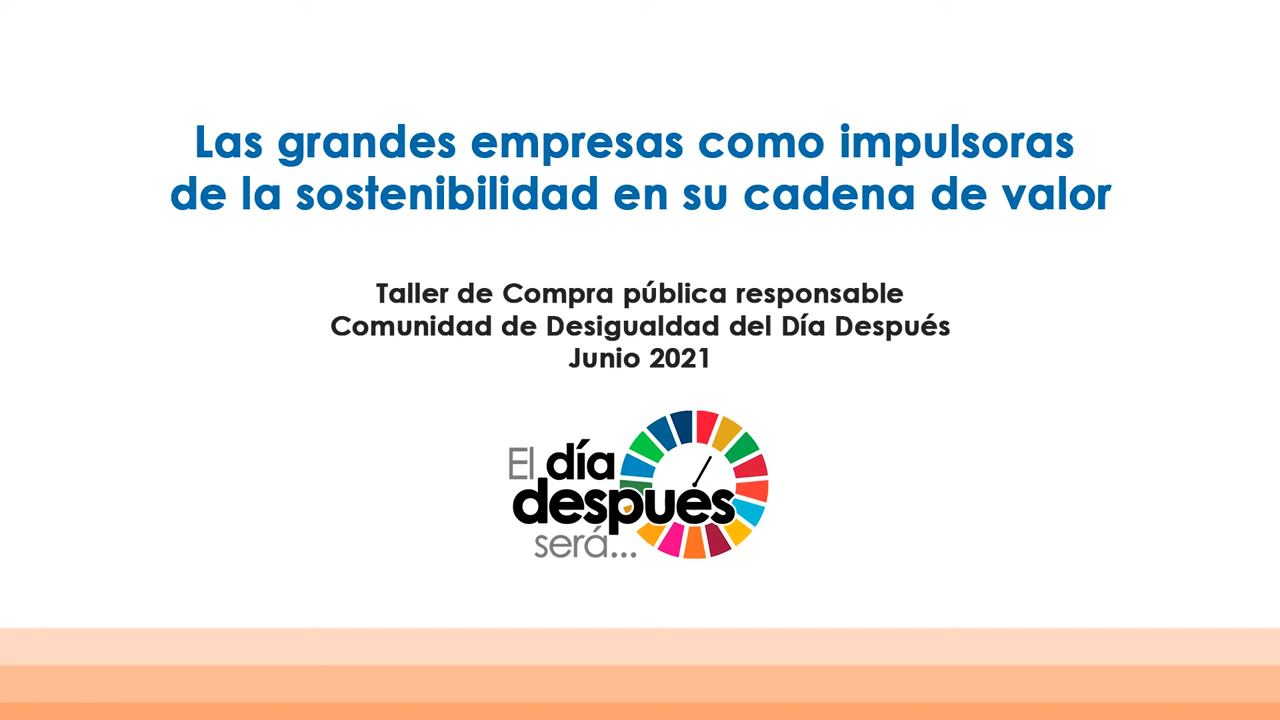 Las grandes empresas como impulsoras
de la sostenibilidad en su cadena de valor
Taller de Compra pública responsable
Comunidad de Desigualdad del Día Después
Junio 2021
El día
después
será...